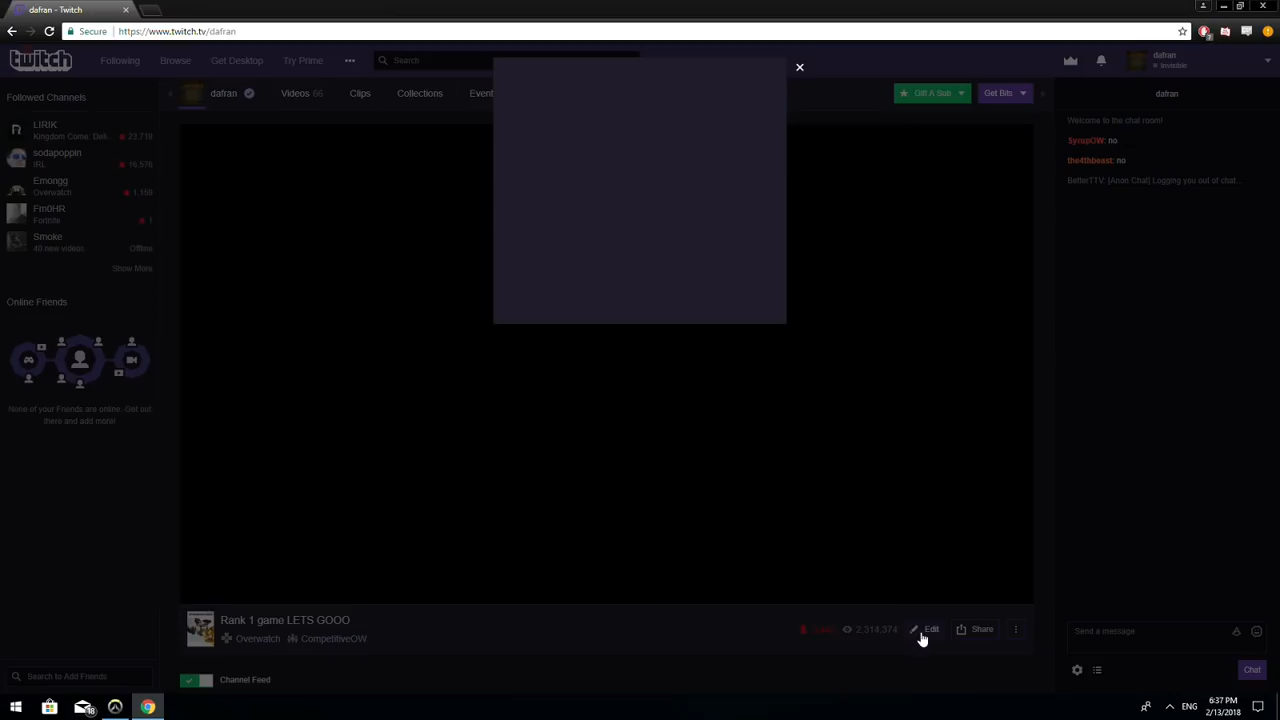 dafran - Twitch
Secure https://www.twitch.tv/dafran
twitch Following Browse Get Desktop Try Prime Search
dafran
Invisible
Followed Channels
dafran Videos 66 Clips Collections Event
Gift A Sub Get Bits
dafran
LIRIK
Kingdom Come: Deli... 23,718
sodapoppin
IRL 16,576
Emongg
Overwatch 1,156
Fm0HR
Fortnite 1
Smoke
48 new videos Offline
Show More
Welcome to the chat room!
SyrupOW: no
the4thbeast: no
BetterTTV: [Anon Chat] Logging you out of chat...
Online Friends
None of your Friends are online. Get out
there and add more!
Rank 1 game LETS GOOO
Overwatch CompetitiveOW
2,314,374 Edit Share
Send a message
Chat
Search to Add Friends
Channel Feed
18
ENG
6:37 PM
2/13/2018